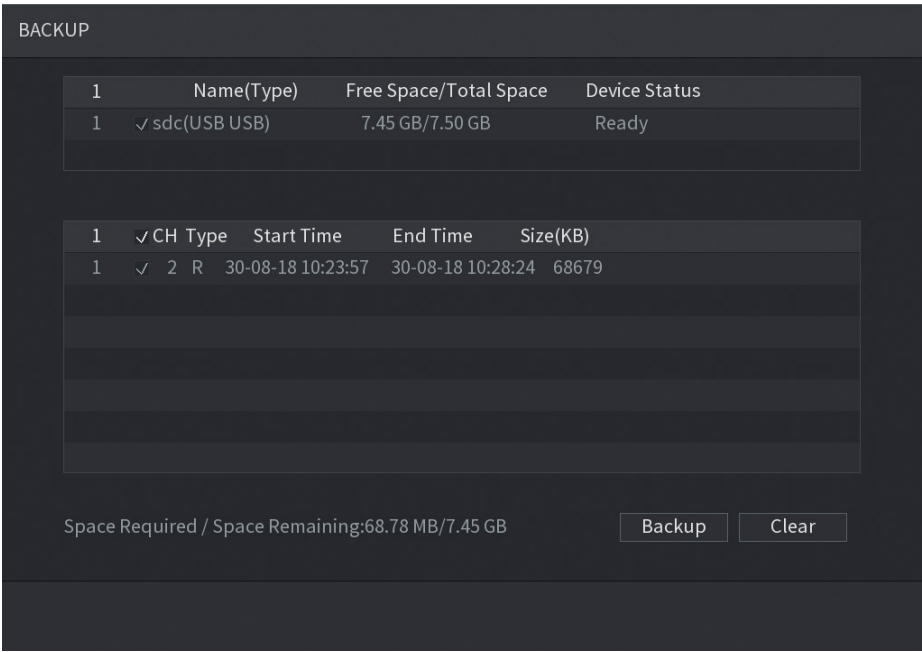 BACKUP
1 Name(Type) Free Space/Total Space Device Status
1 sdc(USB USB) 7.45 GB/7.50 GB Ready
1 CH Type Start Time End Time Size(KB)
1 2 R 30-08-18 10:23:57 30-08-18 10:28:24 68679
Space Required / Space Remaining:68.78 MB/7.45 GB Backup Clear